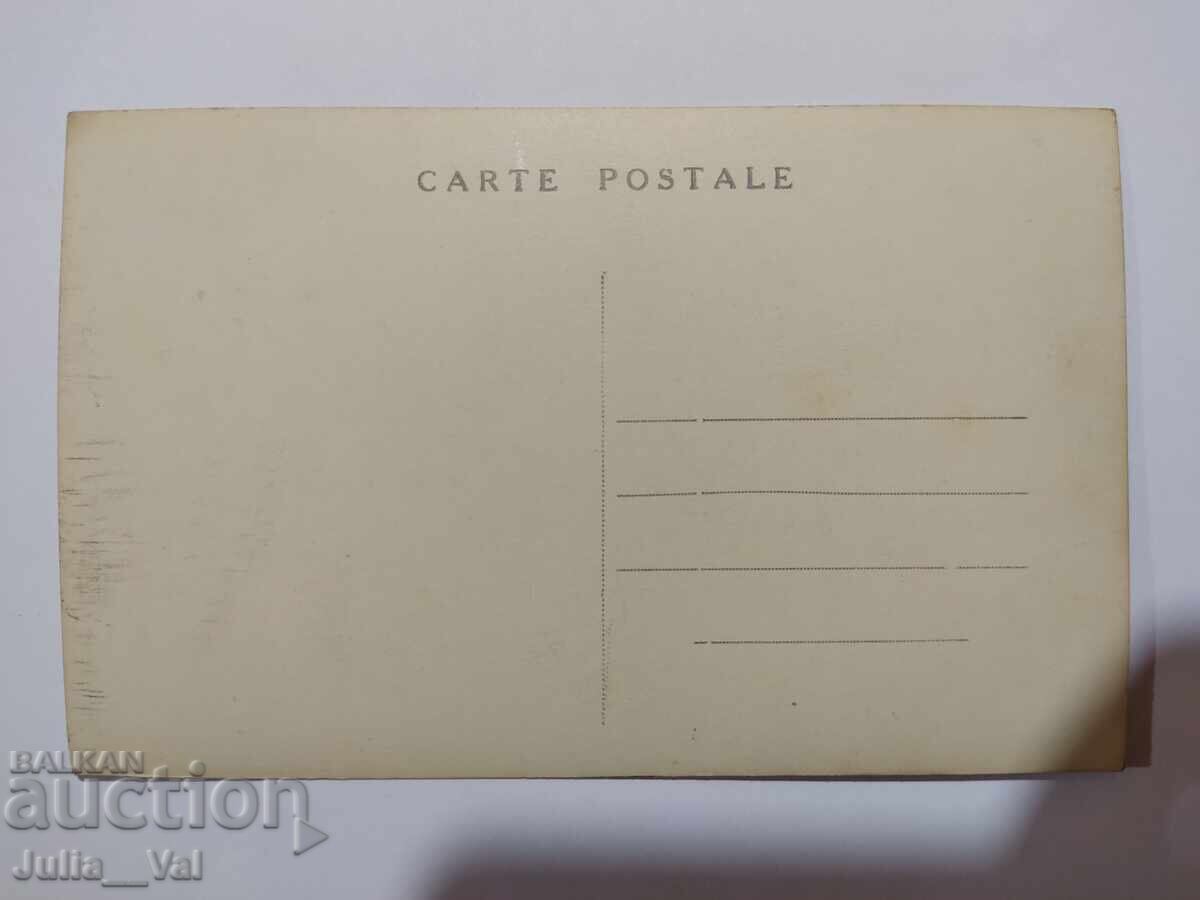 CARTE POSTALE
BALKAN
auction
Julia__Val